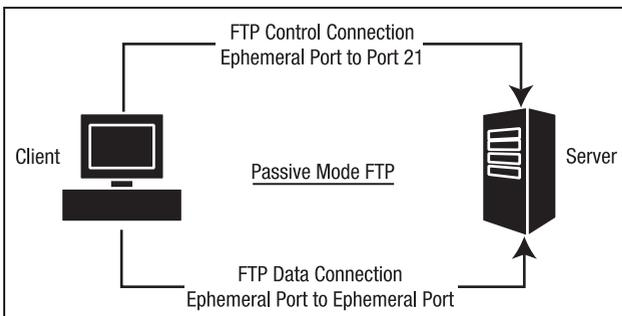 FTP Control Connection
Ephemeral Port to Port 21
Client
Passive Mode FTP
Server
FTP Data Connection
Ephemeral Port to Ephemeral Port